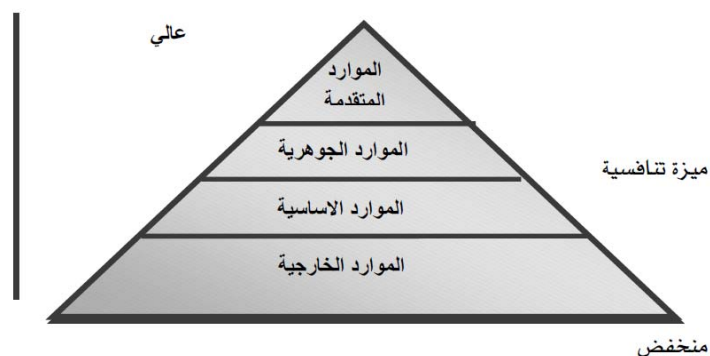 عالي
الموارد
المتقدمة
الموارد الجوهرية
ميزة تنافسية
الموارد الاساسية
الموارد الخارجية
منخفض